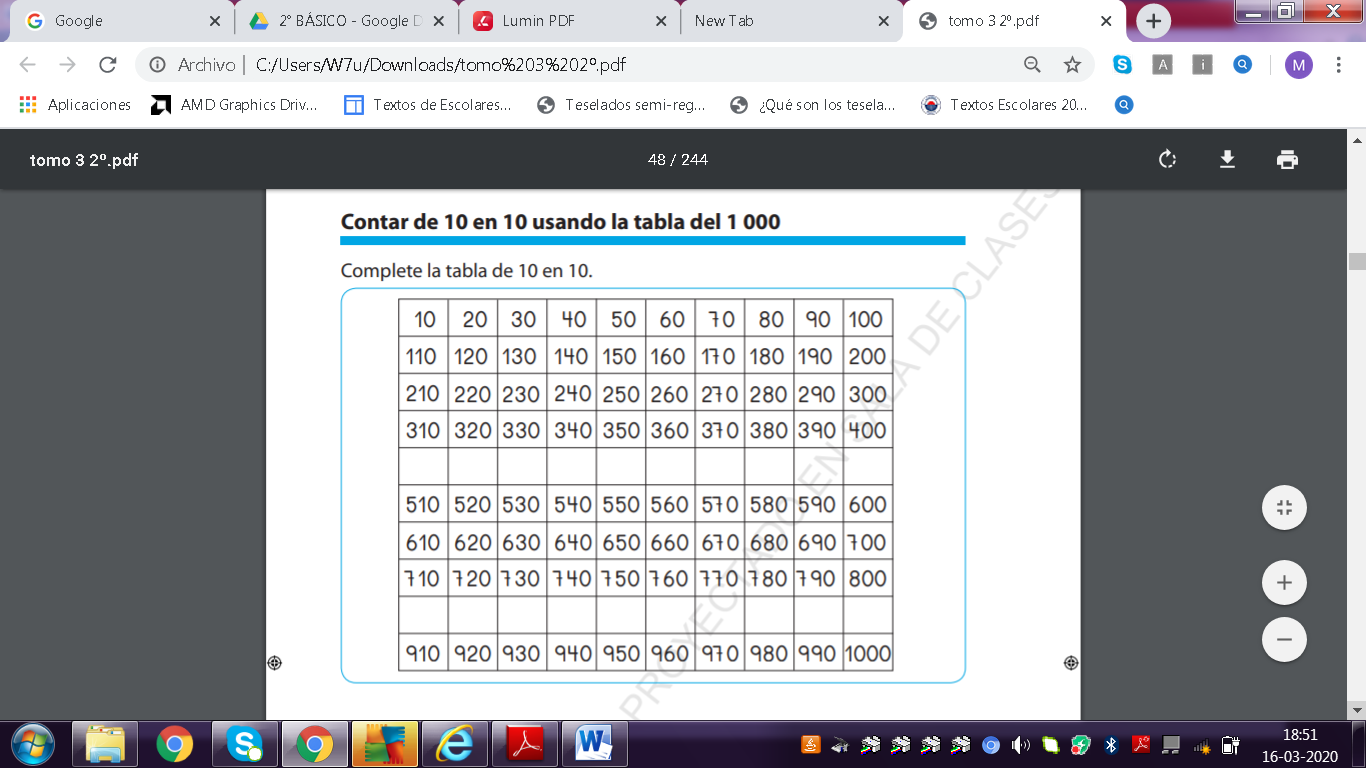 Google
2° BÁSICO - Google D
Lumin PDF
New Tab
tomo 3 2º.pdf
Archivo
C:/Users/W7u/Downloads/tomo%203%202º.pdf
A
i
M
Aplicaciones
AMD Graphics Driv...
Textos de Escolares...
Teselados semi-reg...
¿Qué son los tesela...
Textos Escolares 20...
tomo 3 2º.pdf
48 / 244
Contar de 10 en 10 usando la tabla del 1 000
Complete la tabla de 10 en 10.
10 20 30 40 50 60 70 80 90 100
110 120 130 140 150 160 170 180 190 200
210 220 230 240 250 260 270 280 290 300
310 320 330 340 350 360 370 380 390 400
510 520 530 540 550 560 570 580 590 600
610 620 630 640 650 660 670 680 690 700
710 720 730 740 750 760 770 780 790 800
910 920 930 940 950 960 970 980 990 1000
PROYECTADO EN SALA DE CLASES
18:51
16-03-2020